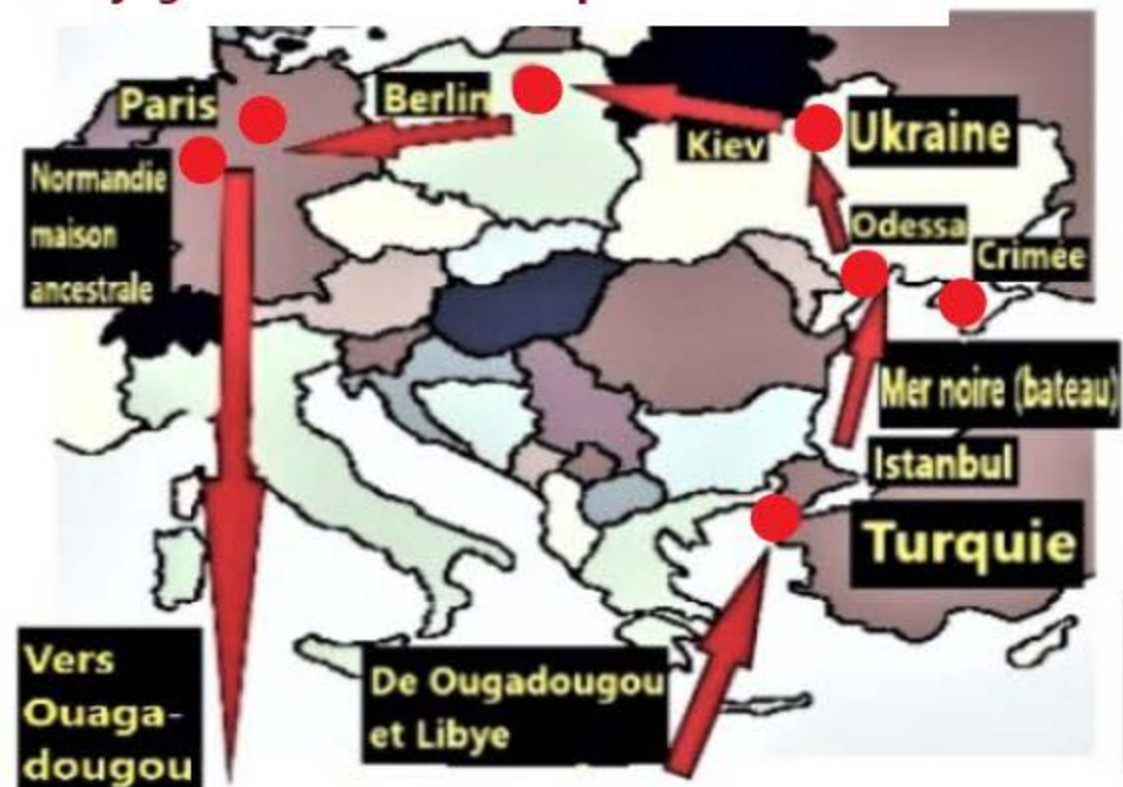 Paris
Berlin
Kiev
Ukraine
Normandie
maison
ancestrale
Odessa
Crimée
Mer noire (bateau)
Istanbul
Turquie
Vers
Ouaga-
dougou
De Ougadougou
et Libye